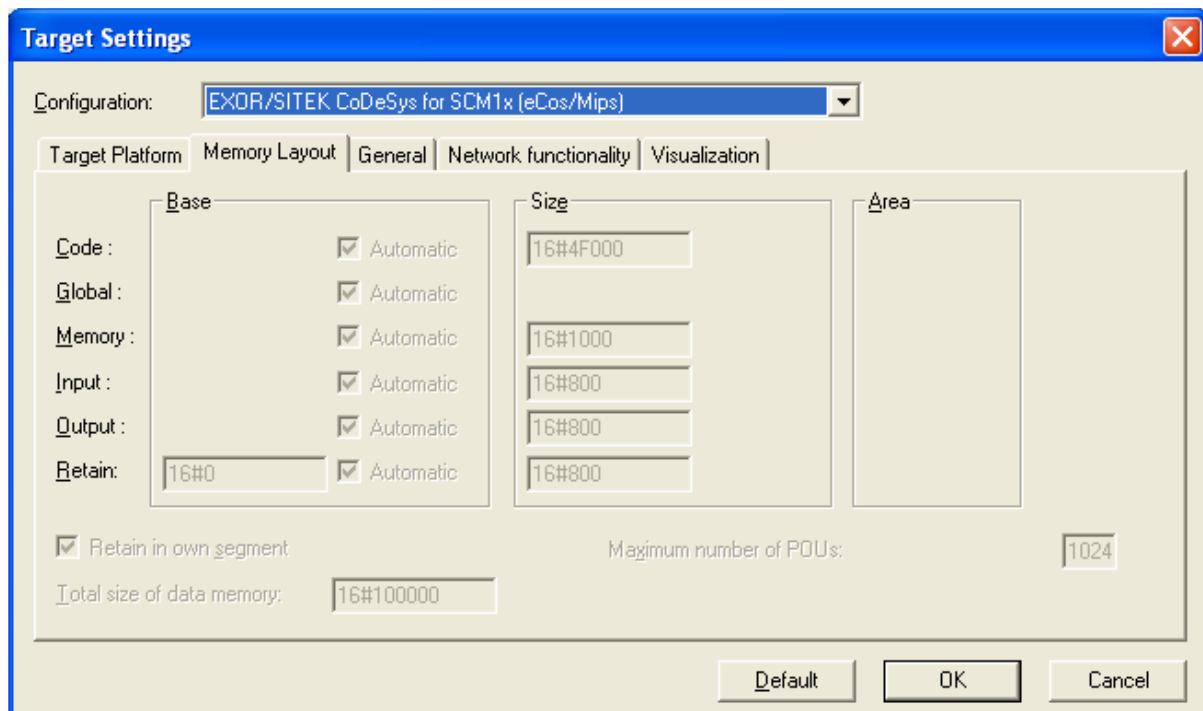 Target Settings
Configuration: EXOR/SITEK CoDeSys for SCM1x (eCos/Mips)
Target Platform Memory Layout General Network functionality Visualization
Base Size Area
Code : Automatic 16#4F000
Global : Automatic
Memory : Automatic 16#1000
Input : Automatic 16#800
Output : Automatic 16#800
Retain: 16#0 Automatic 16#800
Retain in own segment Maximum number of POUs: 1024
Total size of data memory: 16#100000
Default OK Cancel